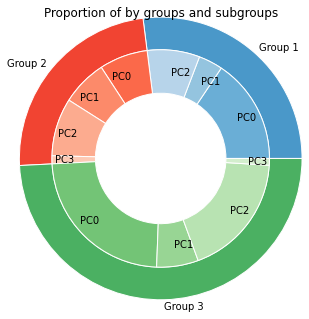 Proportion of by groups and subgroups
Group 1
Group 2
PC0
PC2
PC1
PC1
PC0
PC2
PC3
PC3
PC0
PC2
PC1
Group 3